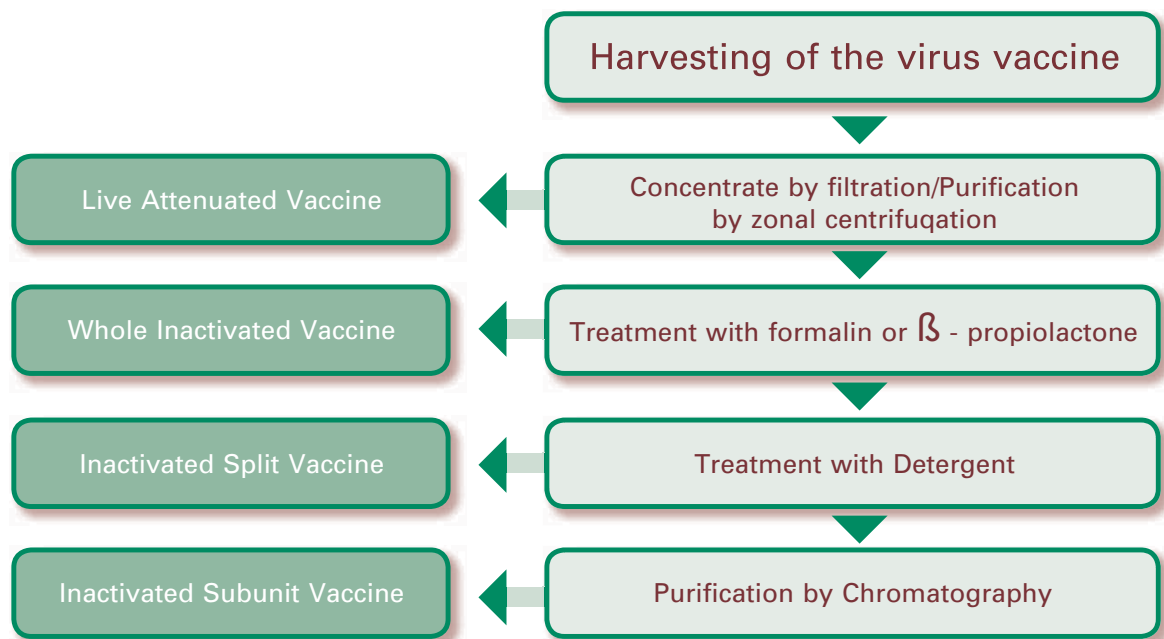 Harvesting of the virus vaccine
Live Attenuated Vaccine
Concentrate by filtration/Purification
by zonal centrifuqation
Whole Inactivated Vaccine
Treatment with formalin or ß - propiolactone
Inactivated Split Vaccine
Treatment with Detergent
Inactivated Subunit Vaccine
Purification by Chromatography